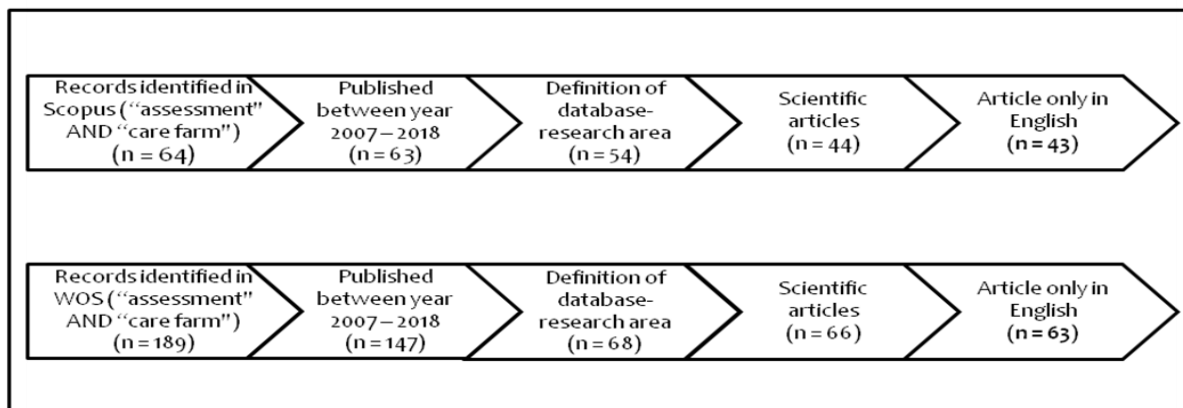 Records identified in
Scopus (“assessment”
AND “care farm”)
(n = 64)
Published
between year
2007 – 2018
(n = 63)
Definition of
database-
research area
(n = 54)
Scientific
articles
(n = 44)
Article only in
English
(n = 43)
Records identified in
WOS (“assessment”
AND “care farm”)
(n = 189)
Published
between year
2007 – 2018
(n = 147)
Definition of
database-
research area
(n = 68)
Scientific
articles
(n = 66)
Article only in
English
(n = 63)